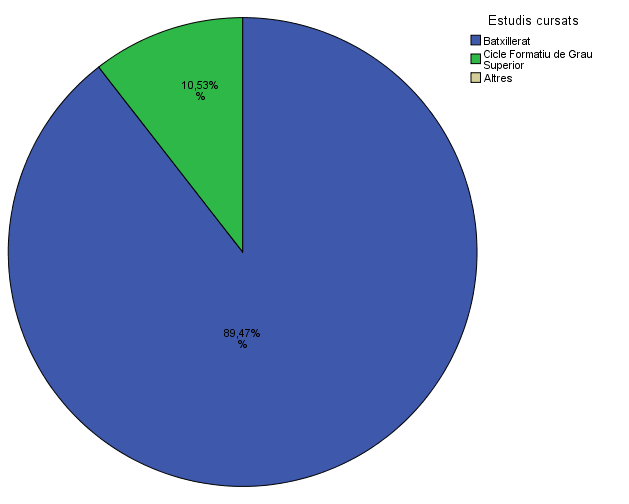 Estudis cursats
Batxillerat
Cicle Formatiu de Grau
Superior
Altres
10,53%
%
89,47%
%